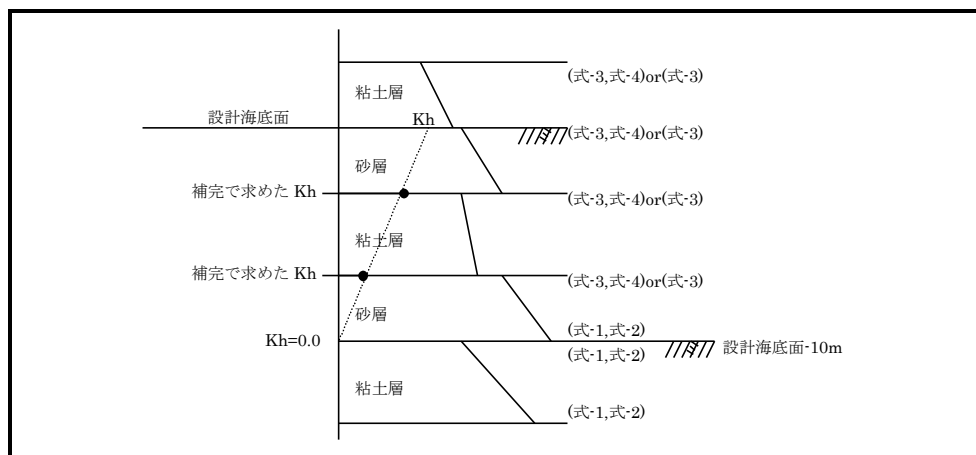 (式-3,式-4)or(式-3)
粘土層
設計海底面
Kh
(式-3,式-4)or(式-3)
砂層
補完で求めた Kh
(式-3,式-4)or(式-3)
粘土層
補完で求めた Kh
(式-3,式-4)or(式-3)
砂層
(式-1,式-2)
Kh=0.0
設計海底面-10m
(式-1,式-2)
粘土層
(式-1,式-2)